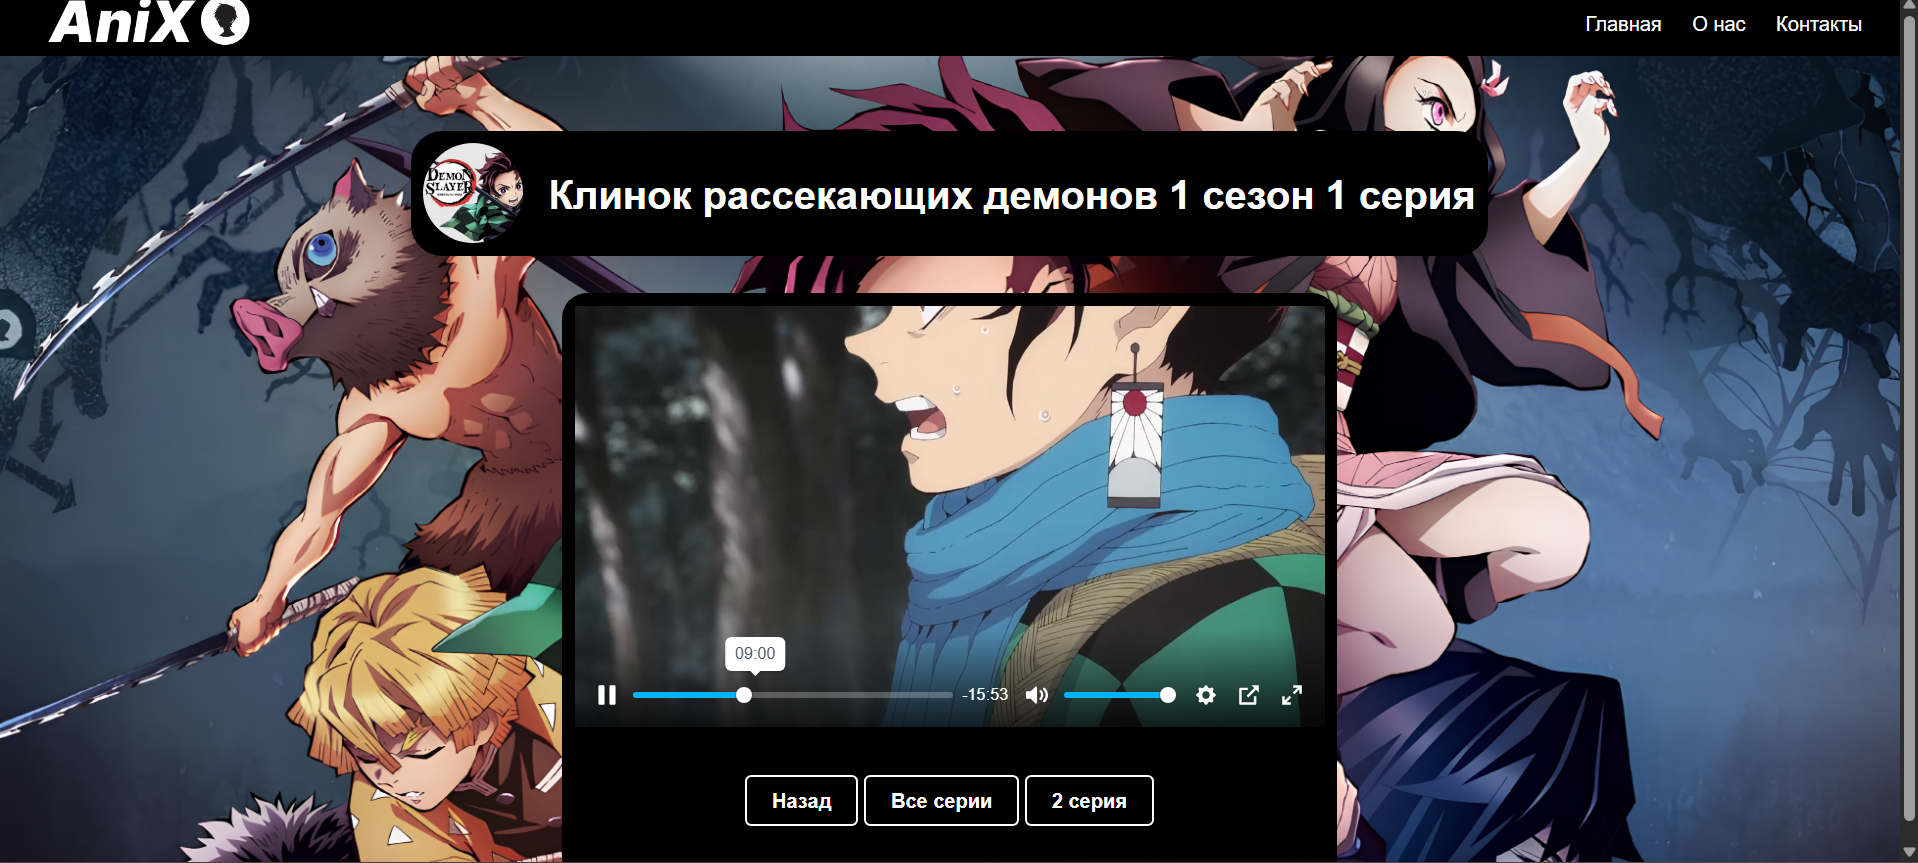 AniX
Главная О нас Контакты
DEMON
SLAYER
Клинок рассекающих демонов 1 сезон 1 серия
09:00
-15:53
Назад Все серии 2 серия